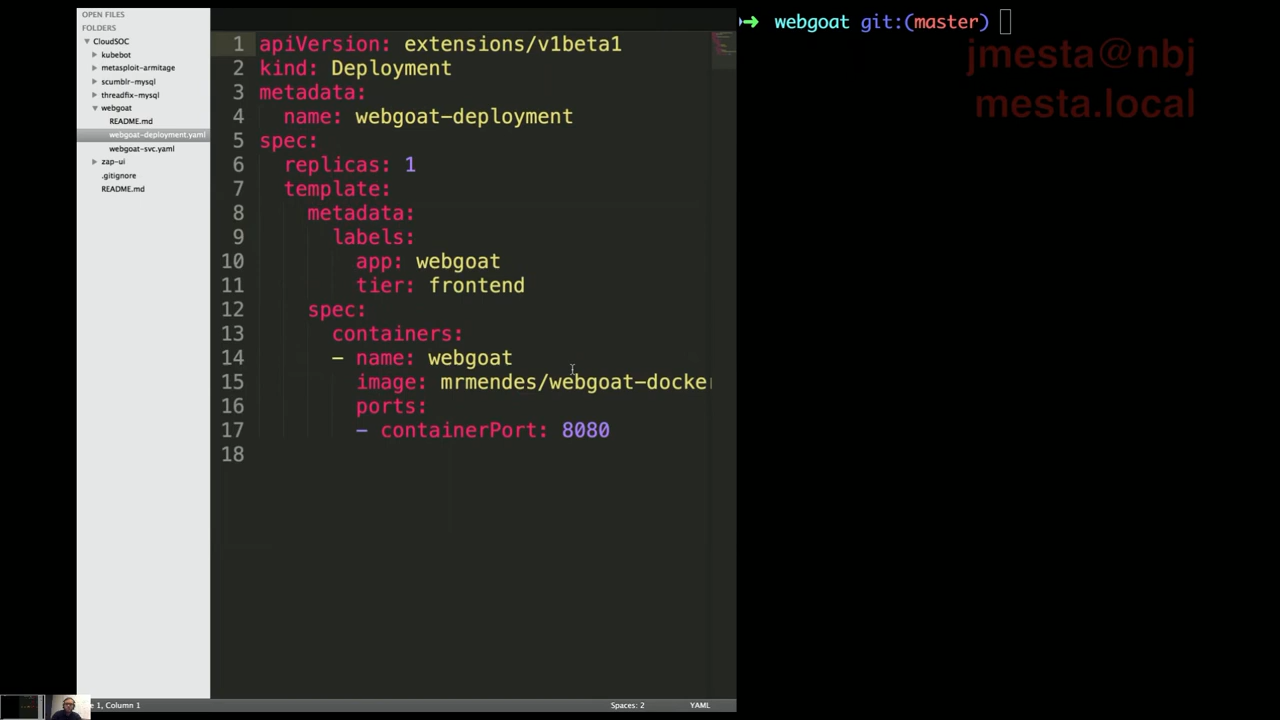 OPEN FILES
FOLDERS
CloudSOC
kubebot
metasploit-armitage
scumblr-mysql
threadfix-mysql
webgoat
README.md
webgoat-deployment.yaml
webgoat-svc.yaml
zap-ui
.gitignore
README.md
1 apiVersion: extensions/v1beta1
2 kind: Deployment
3 metadata:
4 name: webgoat-deployment
5 spec:
6 replicas: 1
7 template:
8 metadata:
9 labels:
10 app: webgoat
11 tier: frontend
12 spec:
13 containers:
14 - name: webgoat
15 image: mrmendes/webgoat-docker
16 ports:
17 - containerPort: 8080
18
➜ webgoat git:(master)
jmesta@nbj
mesta.local
e 1, Column 1
Spaces: 2
YAML